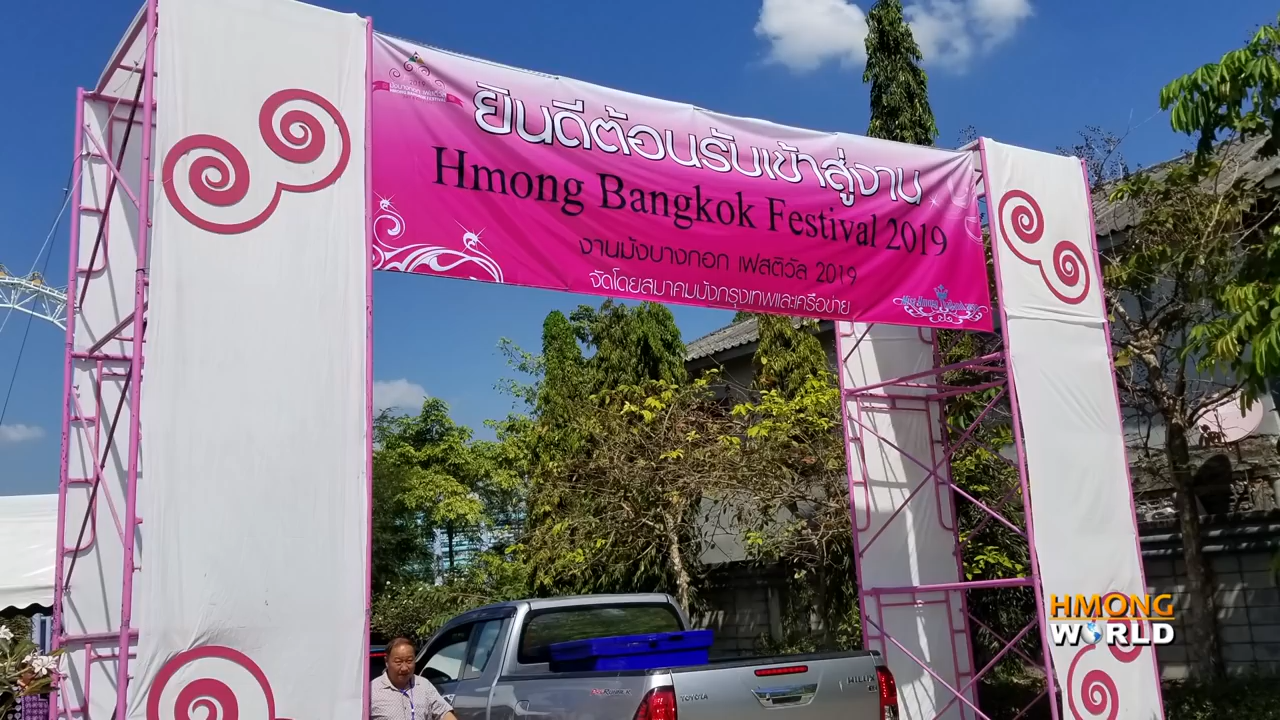 2019
ยินดีต้อนรับเข้าสู่งาน
Hmong Bangkok Festival 2019
งานม้งบางกอก เฟสติวัล 2019
จัดโดยสมาคมม้งกรุงเทพและเครือข่าย
TOYOTA
HILUX
HMONG
WORLD